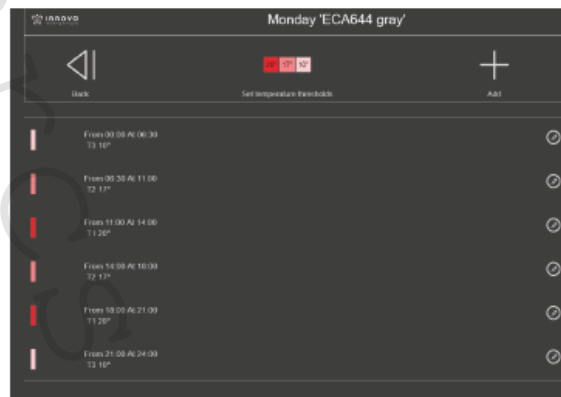 innova
Monday 'ECA644 gray'
20° 17° 10°
Back
Set temperature thresholds
Add
From 00:00 At 06:30
T3 10°
From 06:30 At 11:00
T2 17°
From 11:00 At 14:00
T1 20°
From 14:00 At 18:00
T2 17°
From 18:00 At 21:00
T1 20°
From 21:00 At 24:00
T3 10°